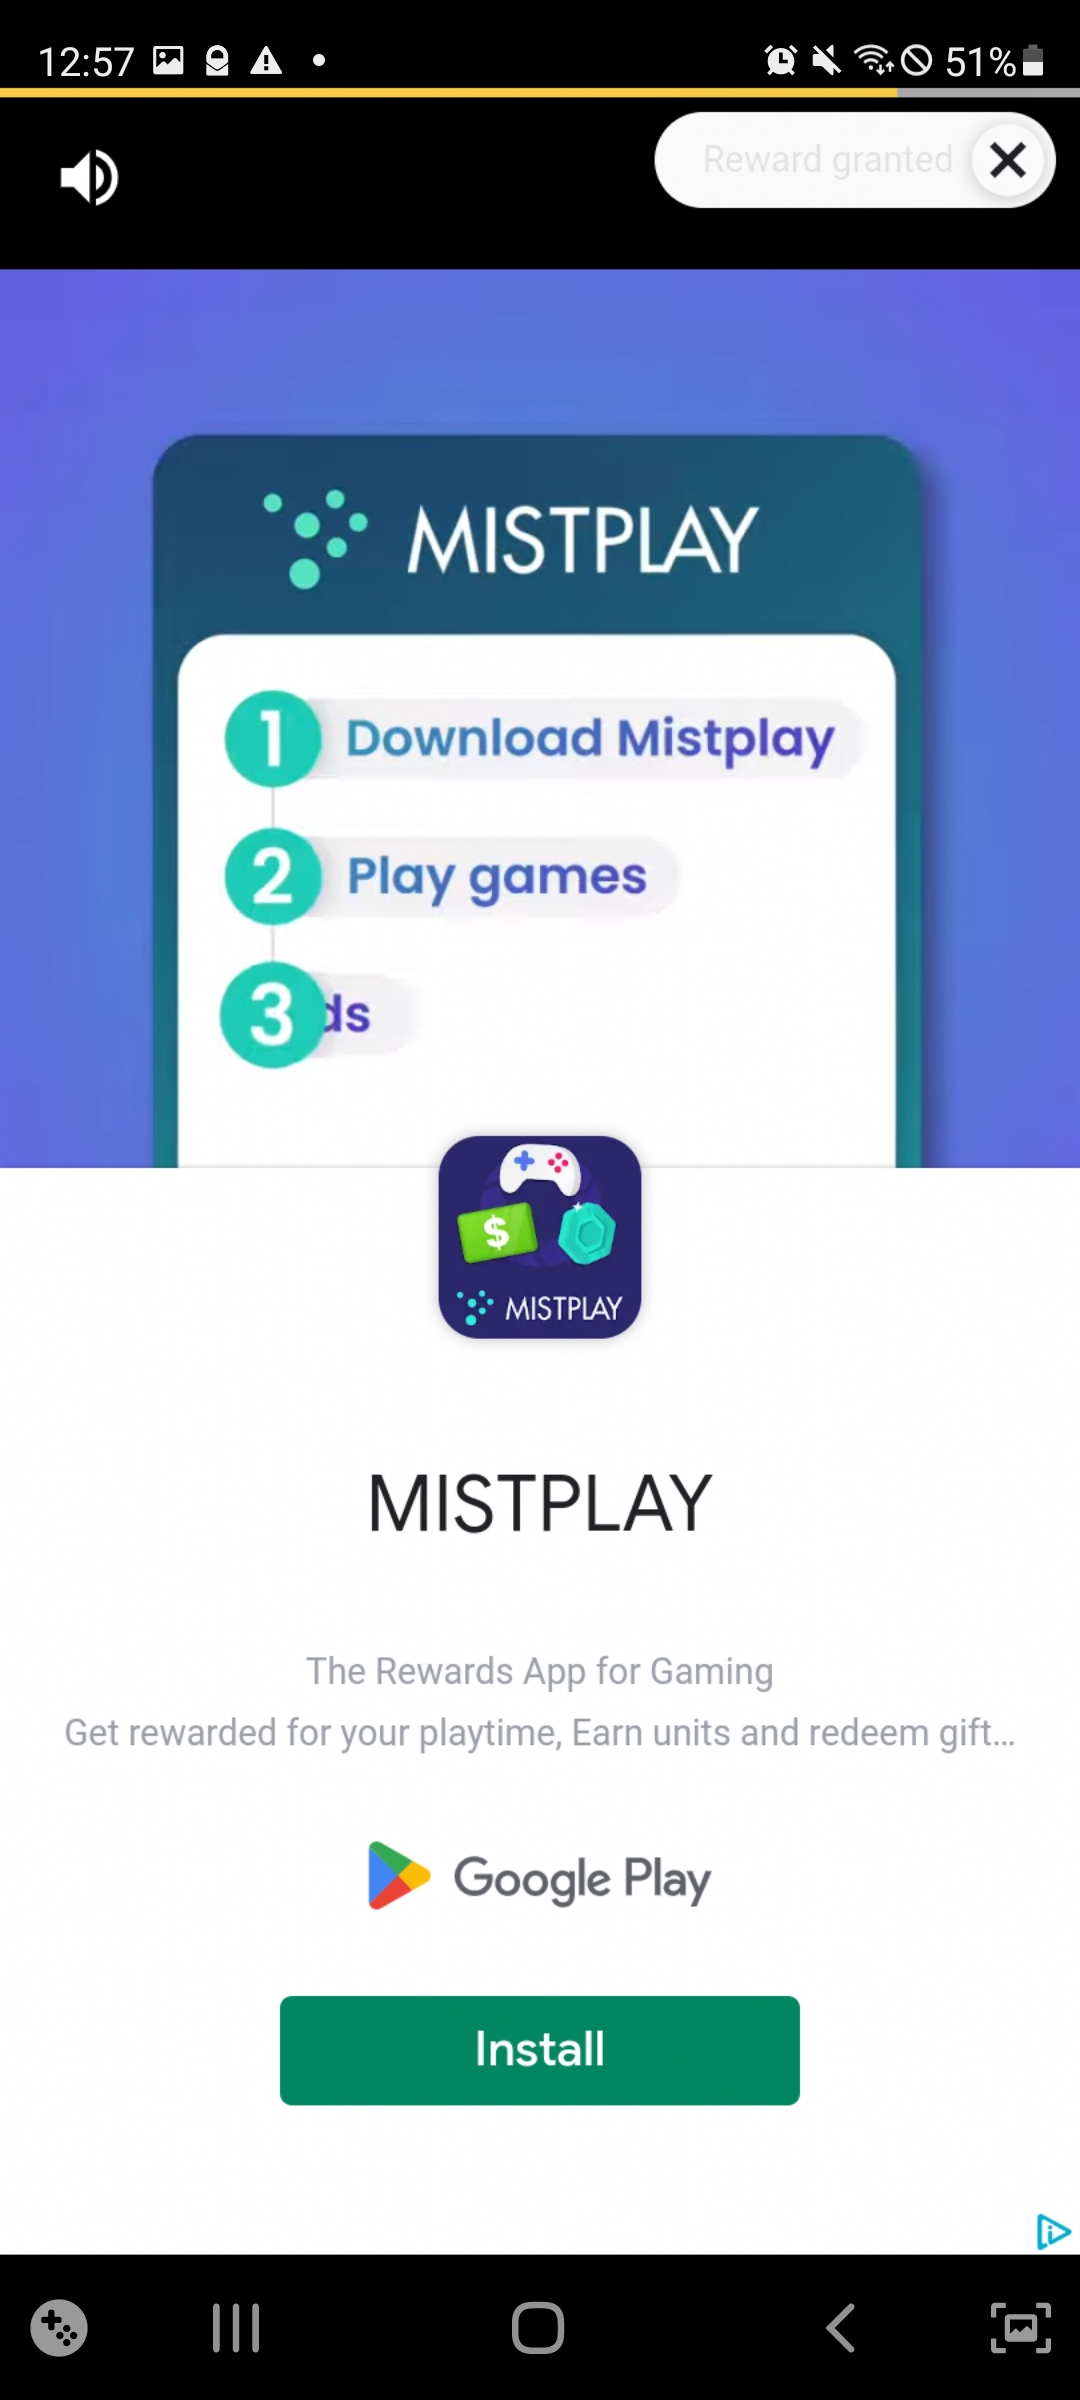 12:57
51%
Reward granted
MISTPLAY
1 Download Mistplay
2 Play games
3 ds
$
MISTPLAY
MISTPLAY
The Rewards App for Gaming
Get rewarded for your playtime, Earn units and redeem gift...
Google Play
Install